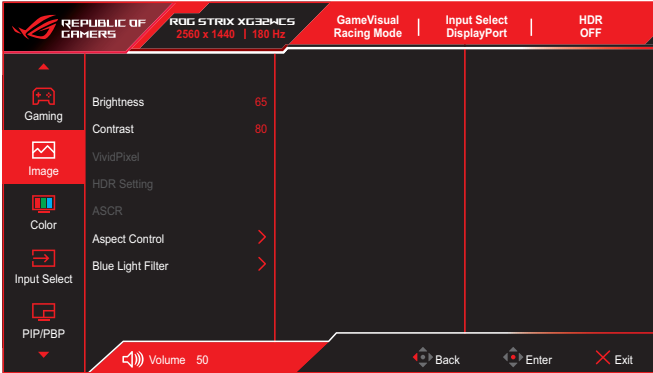 REPUBLIC OF
GAMERS
ROG STRIX XG32WCS
2560 x 1440 | 180 Hz
GameVisual
Racing Mode
Input Select
DisplayPort
HDR
OFF
Gaming
Image
Color
Input Select
PIP/PBP
Brightness 65
Contrast 80
VividPixel
HDR Setting
ASCR
Aspect Control
Blue Light Filter
Volume 50
Back
Enter
Exit